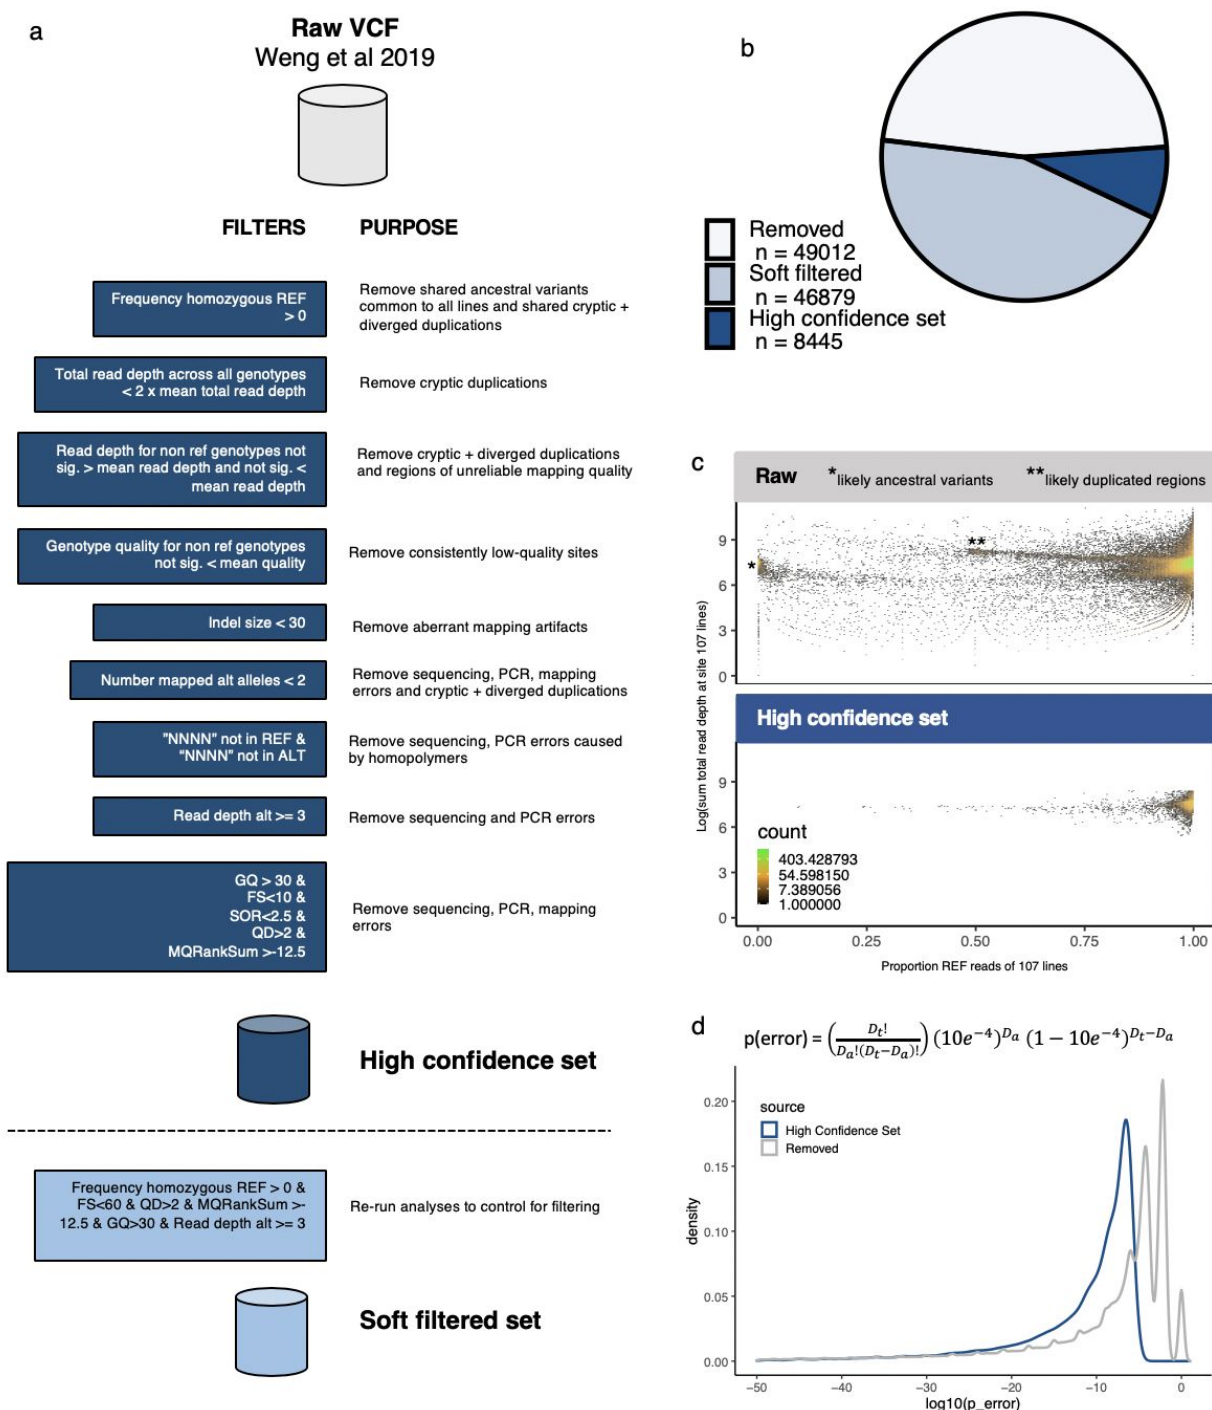 a
Raw VCF
Weng et al 2019
FILTERS
PURPOSE
Frequency homozygous REF
> 0
Remove shared ancestral variants
common to all lines and shared cryptic +
diverged duplications
Total read depth across all genotypes
< 2 x mean total read depth
Remove cryptic duplications
Read depth for non ref genotypes not
sig. > mean read depth and not sig. <
mean read depth
Remove cryptic + diverged duplications
and regions of unreliable mapping quality
Genotype quality for non ref genotypes
not sig. < mean quality
Remove consistently low-quality sites
Indel size < 30
Remove aberrant mapping artifacts
Number mapped alt alleles < 2
Remove sequencing, PCR, mapping
errors and cryptic + diverged duplications
"NNNN" not in REF &
"NNNN" not in ALT
Remove sequencing, PCR errors caused
by homopolymers
Read depth alt >= 3
Remove sequencing and PCR errors
GQ > 30 &
FS<10 &
SOR<2.5 &
QD>2 &
MQRankSum >-12.5
Remove sequencing, PCR, mapping
errors
High confidence set
Frequency homozygous REF > 0 &
FS<60 & QD>2 & MQRankSum >-
12.5 & GQ>30 & Read depth alt >= 3
Re-run analyses to control for filtering
Soft filtered set
b
Removed
n = 49012
Soft filtered
n = 46879
High confidence set
n = 8445
c
Raw
*likely ancestral variants
**likely duplicated regions
*
**
9
6
3
0
High confidence set
9
6
3
0
Log(sum total read depth at site 107 lines)
count
403.428793
54.598150
7.389056
1.000000
0.00
0.25
0.50
0.75
1.00
Proportion REF reads of 107 lines
d
p(error) = (D_t! / D_a!(D_t−D_a)!) (10e^−4)^D_a (1 − 10e^−4)^D_t−D_a
source
High Confidence Set
Removed
0.20
0.15
0.10
0.05
0.00
density
−50
−40
−30
−20
−10
0
log10(p_error)